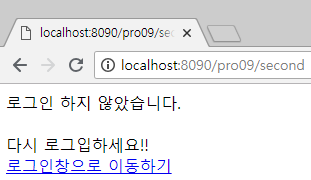 localhost:8090/pro09/sec
localhost:8090/pro09/second
로그인 하지 않았습니다.
다시 로그입하세요!!
로그인창으로 이동하기